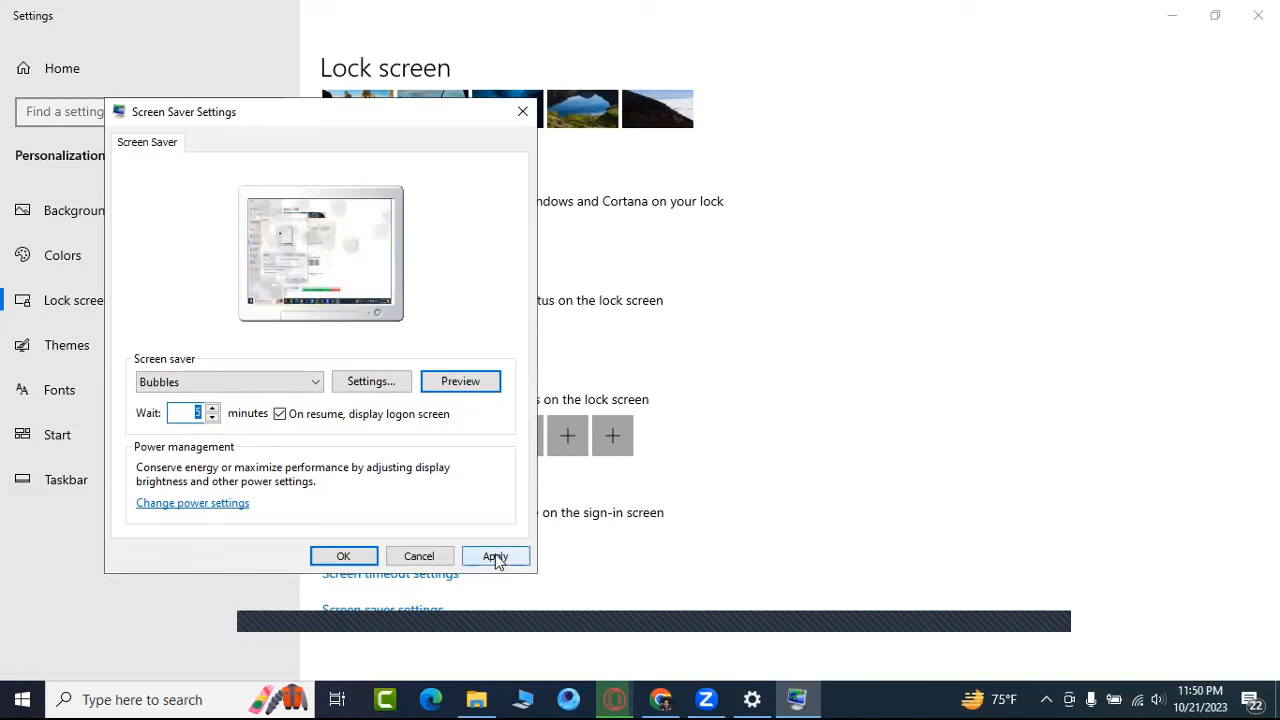 Settings
Home
Lock screen
Find a setting
Screen Saver Settings
Screen Saver
Personalization
Backgroun
ndows and Cortana on your lock
Colors
Lock scree
tus on the lock screen
Themes
Screen saver
Bubbles
Settings...
Preview
Fonts
s on the lock screen
Wait:
5
minutes
On resume, display logon screen
Start
Power management
Conserve energy or maximize performance by adjusting display
brightness and other power settings.
Taskbar
Change power settings
e on the sign-in screen
OK
Cancel
Apply
Screen timeout settings
Screen saver settings
Type here to search
75°F
11:50 PM
10/21/2023
22